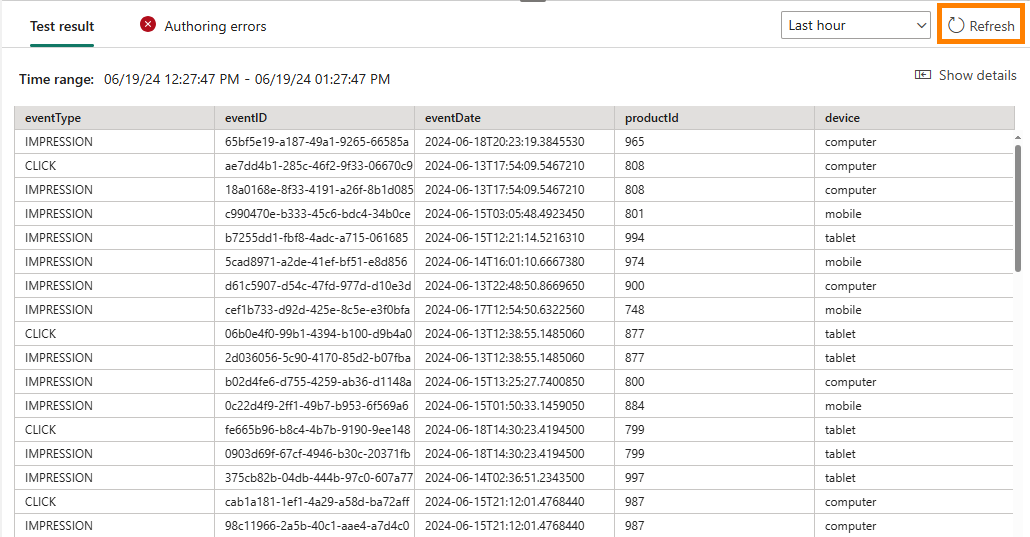 Test result Authoring errors Last hour Refresh
Time range: 06/19/24 12:27:47 PM - 06/19/24 01:27:47 PM Show details
eventType eventID eventDate productId device
IMPRESSION 65bf5e19-a187-49a1-9265-66585a 2024-06-18T20:23:19.3845530 965 computer
CLICK ae7dd4b1-285c-46f2-9f33-06670c9 2024-06-13T17:54:09.5467210 808 computer
IMPRESSION 18a0168e-8f33-4191-a26f-8b1d085 2024-06-13T17:54:09.5467210 808 computer
IMPRESSION c990470e-b333-45c6-bdc4-34b0ce 2024-06-15T03:05:48.4923450 801 mobile
IMPRESSION b7255dd1-fbf8-4adc-a715-061685 2024-06-15T12:21:14.5216310 994 tablet
IMPRESSION 5cad8971-a2de-41ef-bf51-e8d856 2024-06-14T16:01:10.6667380 974 mobile
IMPRESSION d61c5907-d54c-47fd-977d-d10e3d 2024-06-13T22:48:50.8669650 900 computer
IMPRESSION cef1b733-d92d-425e-8c5e-e3f0bfa 2024-06-17T12:54:50.6322560 748 mobile
CLICK 06b0e4f0-99b1-4394-b100-d9b4a0 2024-06-13T12:38:55.1485060 877 tablet
IMPRESSION 2d036056-5c90-4170-85d2-b07fba 2024-06-13T12:38:55.1485060 877 tablet
IMPRESSION b02d4fe6-d755-4259-ab36-d1148a 2024-06-15T13:25:27.7400850 800 computer
IMPRESSION 0c22d4f9-2ff1-49b7-b953-6f569a6 2024-06-15T01:50:33.1459050 884 mobile
CLICK fe665b96-b8c4-4b7b-9190-9ee148 2024-06-18T14:30:23.4194500 799 tablet
IMPRESSION 0903d69f-67cf-4946-b30c-20371fb 2024-06-18T14:30:23.4194500 799 tablet
IMPRESSION 375cb82b-04db-444b-97c0-607a77 2024-06-14T02:36:51.2343500 997 tablet
CLICK cab1a181-1ef1-4a29-a58d-ba72aff 2024-06-15T21:12:01.4768440 987 computer
IMPRESSION 98c11966-2a5b-40c1-aae4-a7d4c0 2024-06-15T21:12:01.4768440 987 computer